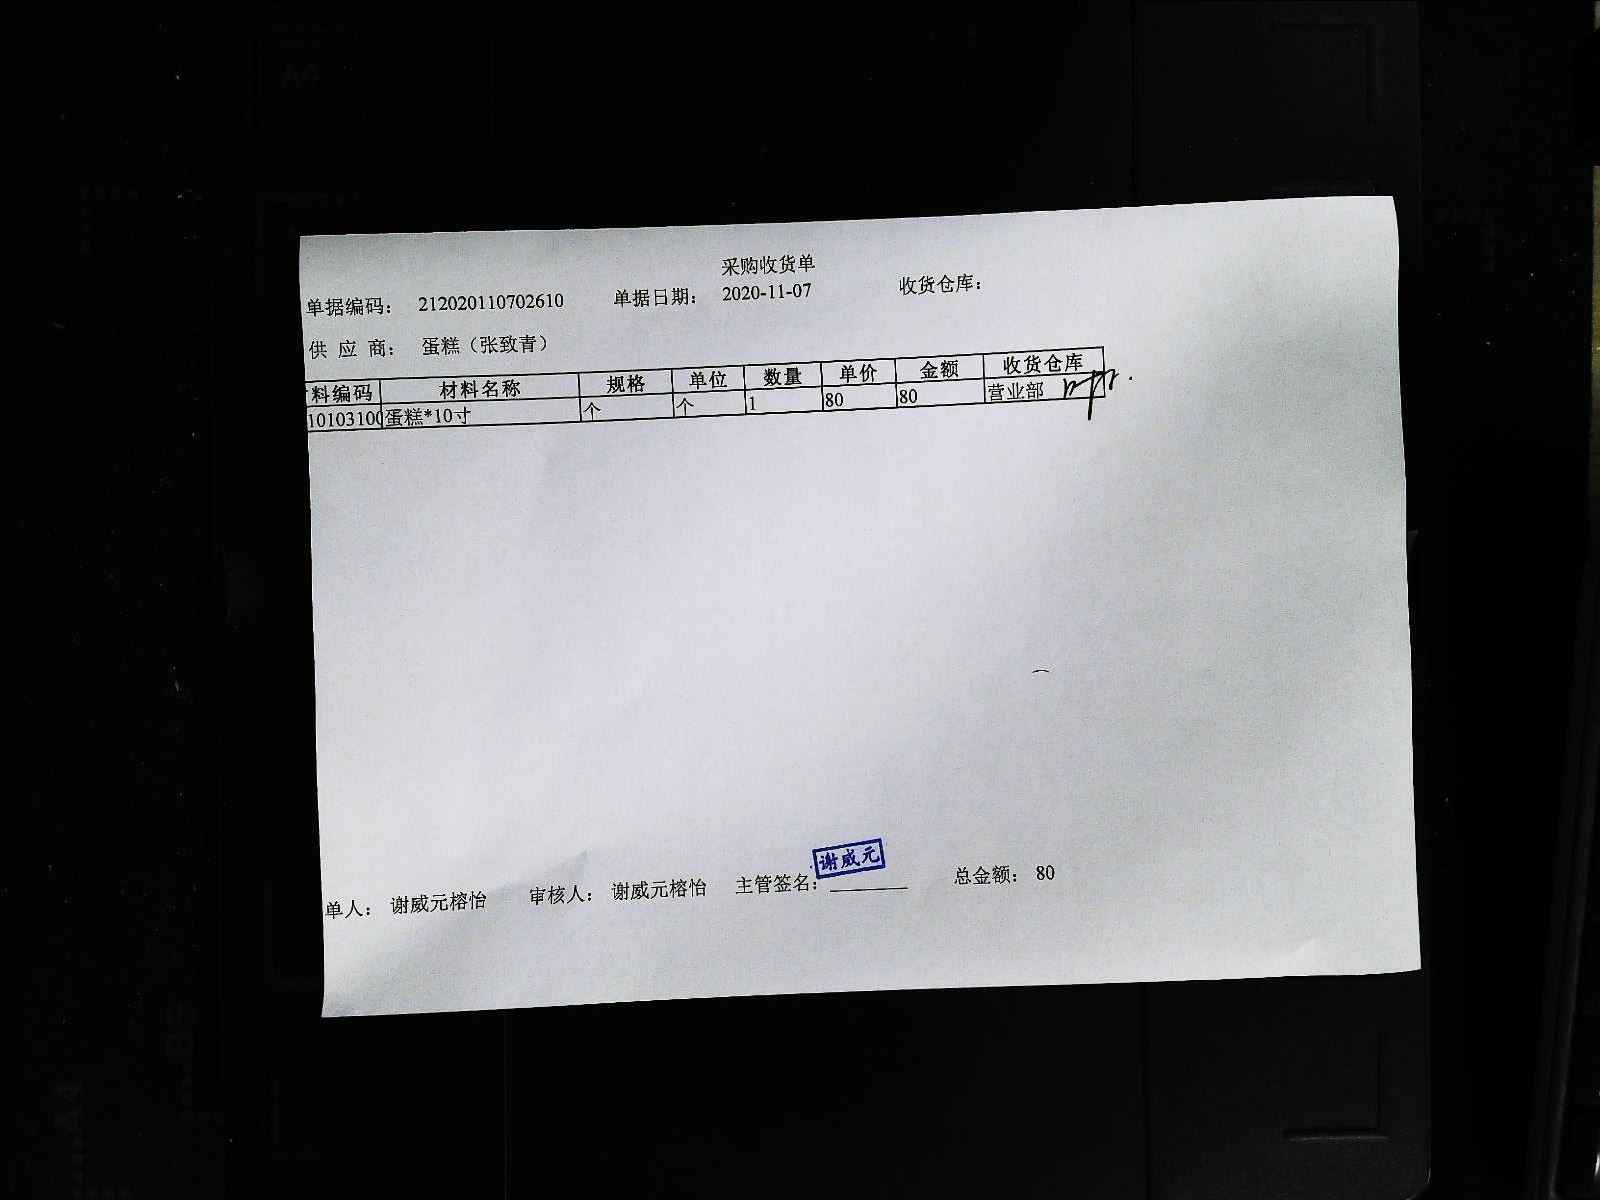 采购收货单
单据编码： 212020110702610 单据日期： 2020-11-07 收货仓库：
供 应 商： 蛋糕（张致青）
料编码 材料名称 规格 单位 数量 单价 金额 收货仓库
1010310 蛋糕*10寸 个 个 1 80 80 营业部
谢威元
单人： 谢威元榕怡 审核人： 谢威元榕怡 主管签名： 总金额： 80
A4
B5
A4